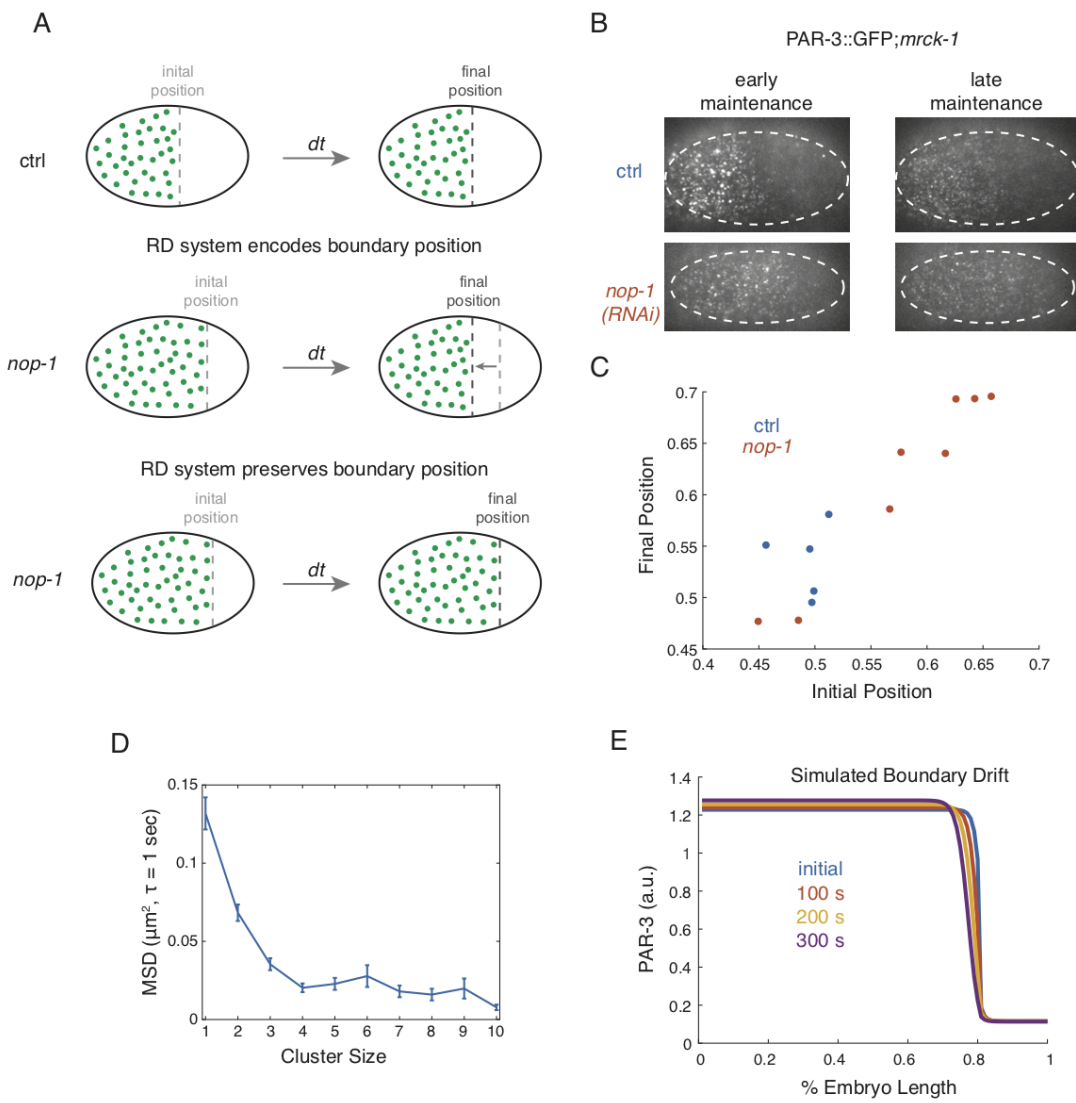 A
inital
position
final
position
ctrl
dt
RD system encodes boundary position
inital
position
final
position
nop-1
dt
RD system preserves boundary position
inital
position
final
position
nop-1
dt
B
PAR-3::GFP;mrck-1
early
maintenance
late
maintenance
ctrl
nop-1
(RNAi)
C
0.7
0.65
0.6
0.55
0.5
0.45
Final Position
ctrl
nop-1
0.4 0.45 0.5 0.55 0.6 0.65 0.7
Initial Position
D
0.15
0.1
0.05
0
MSD (µm², τ = 1 sec)
1 2 3 4 5 6 7 8 9 10
Cluster Size
E
Simulated Boundary Drift
1.4
1.2
1
0.8
0.6
0.4
0.2
0
PAR-3 (a.u.)
initial
100 s
200 s
300 s
0 0.2 0.4 0.6 0.8 1
% Embryo Length